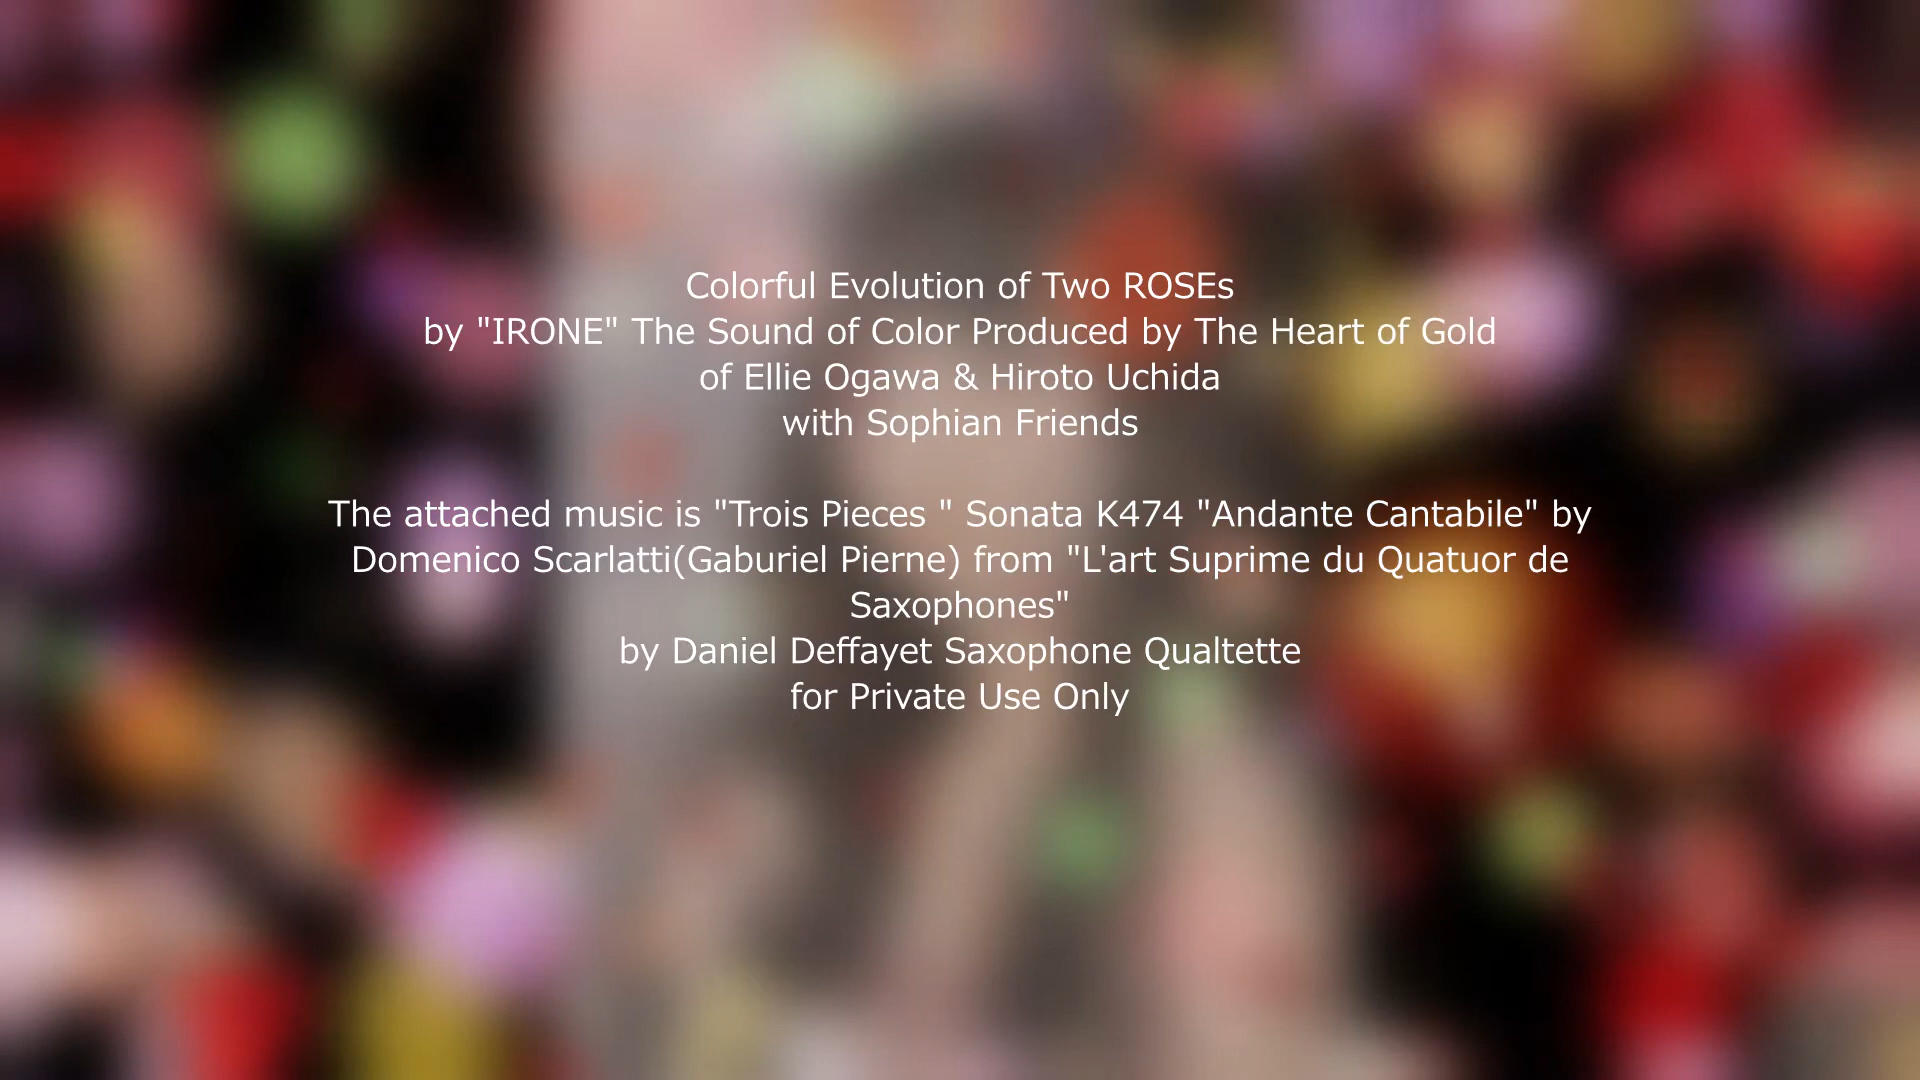 Colorful Evolution of Two ROSEs
by "IRONE" The Sound of Color Produced by The Heart of Gold
of Ellie Ogawa & Hiroto Uchida
with Sophian Friends
The attached music is "Trois Pieces " Sonata K474 "Andante Cantabile" by
Domenico Scarlatti(Gaburiel Pierne) from "L'art Suprime du Quatuor de
Saxophones"
by Daniel Deffayet Saxophone Qualtette
for Private Use Only